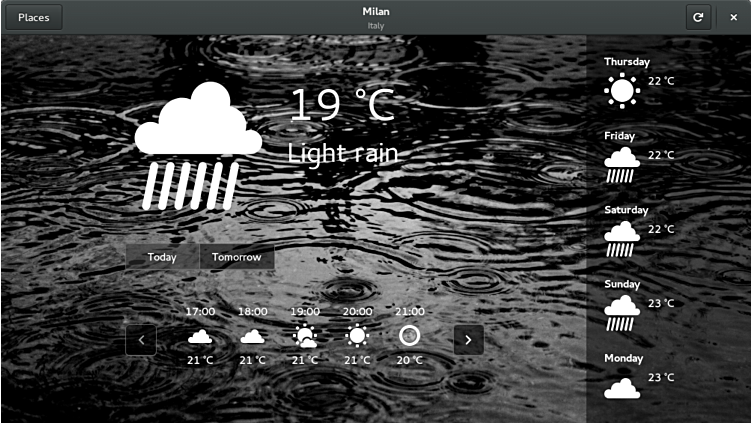 Places
Milan
Italy
19 °C
Light rain
Today
Tomorrow
17:00 18:00 19:00 20:00 21:00
21 °C 21 °C 21 °C 21 °C 20 °C
Thursday
22 °C
Friday
22 °C
Saturday
22 °C
Sunday
23 °C
Monday
23 °C